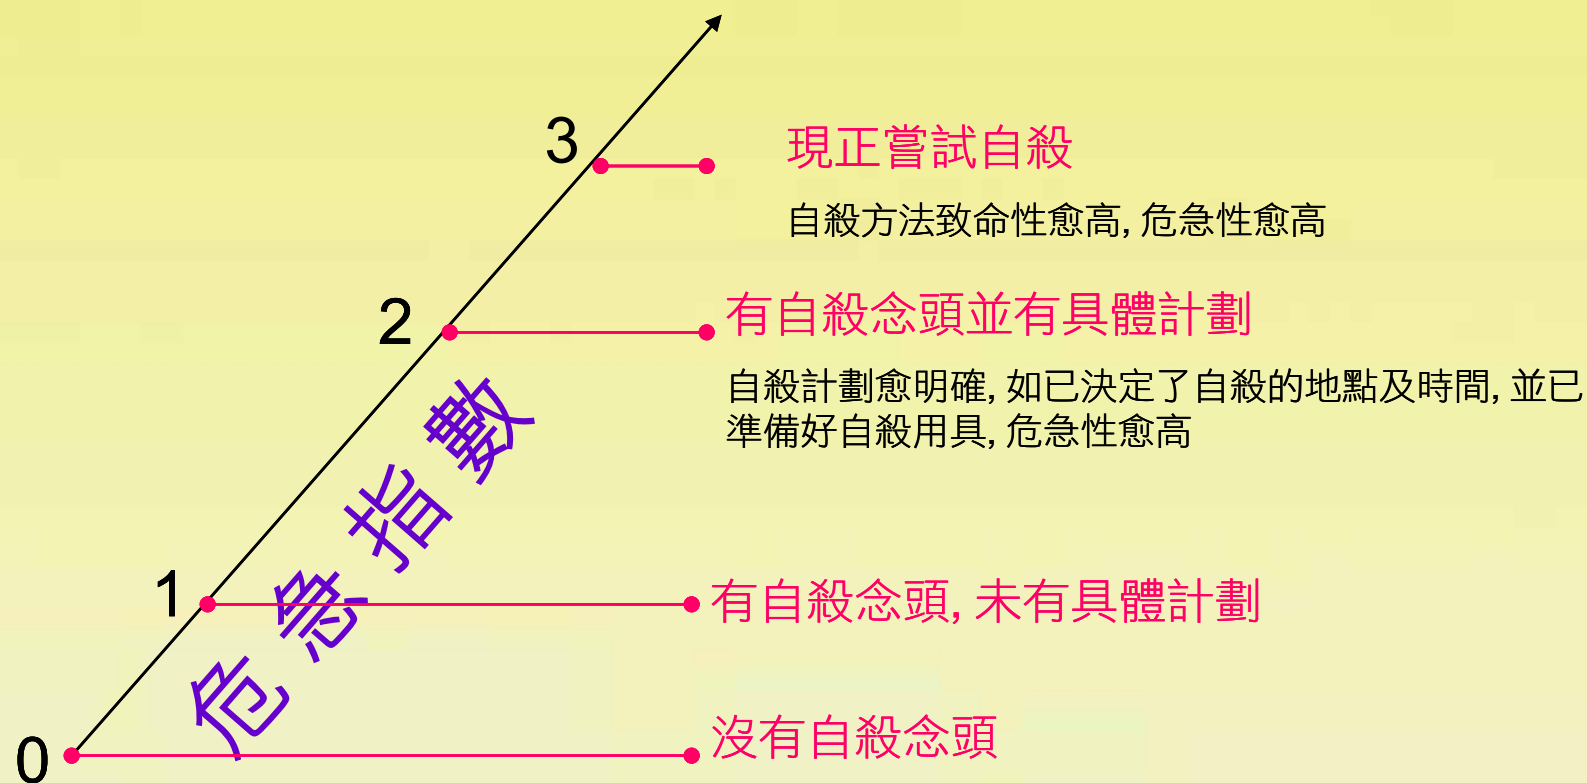 3
現正嘗試自殺
自殺方法致命性愈高, 危急性愈高
2
有自殺念頭並有具體計劃
自殺計劃愈明確, 如已決定了自殺的地點及時間, 並已
準備好自殺用具, 危急性愈高
危急指數
1
有自殺念頭, 未有具體計劃
0
沒有自殺念頭